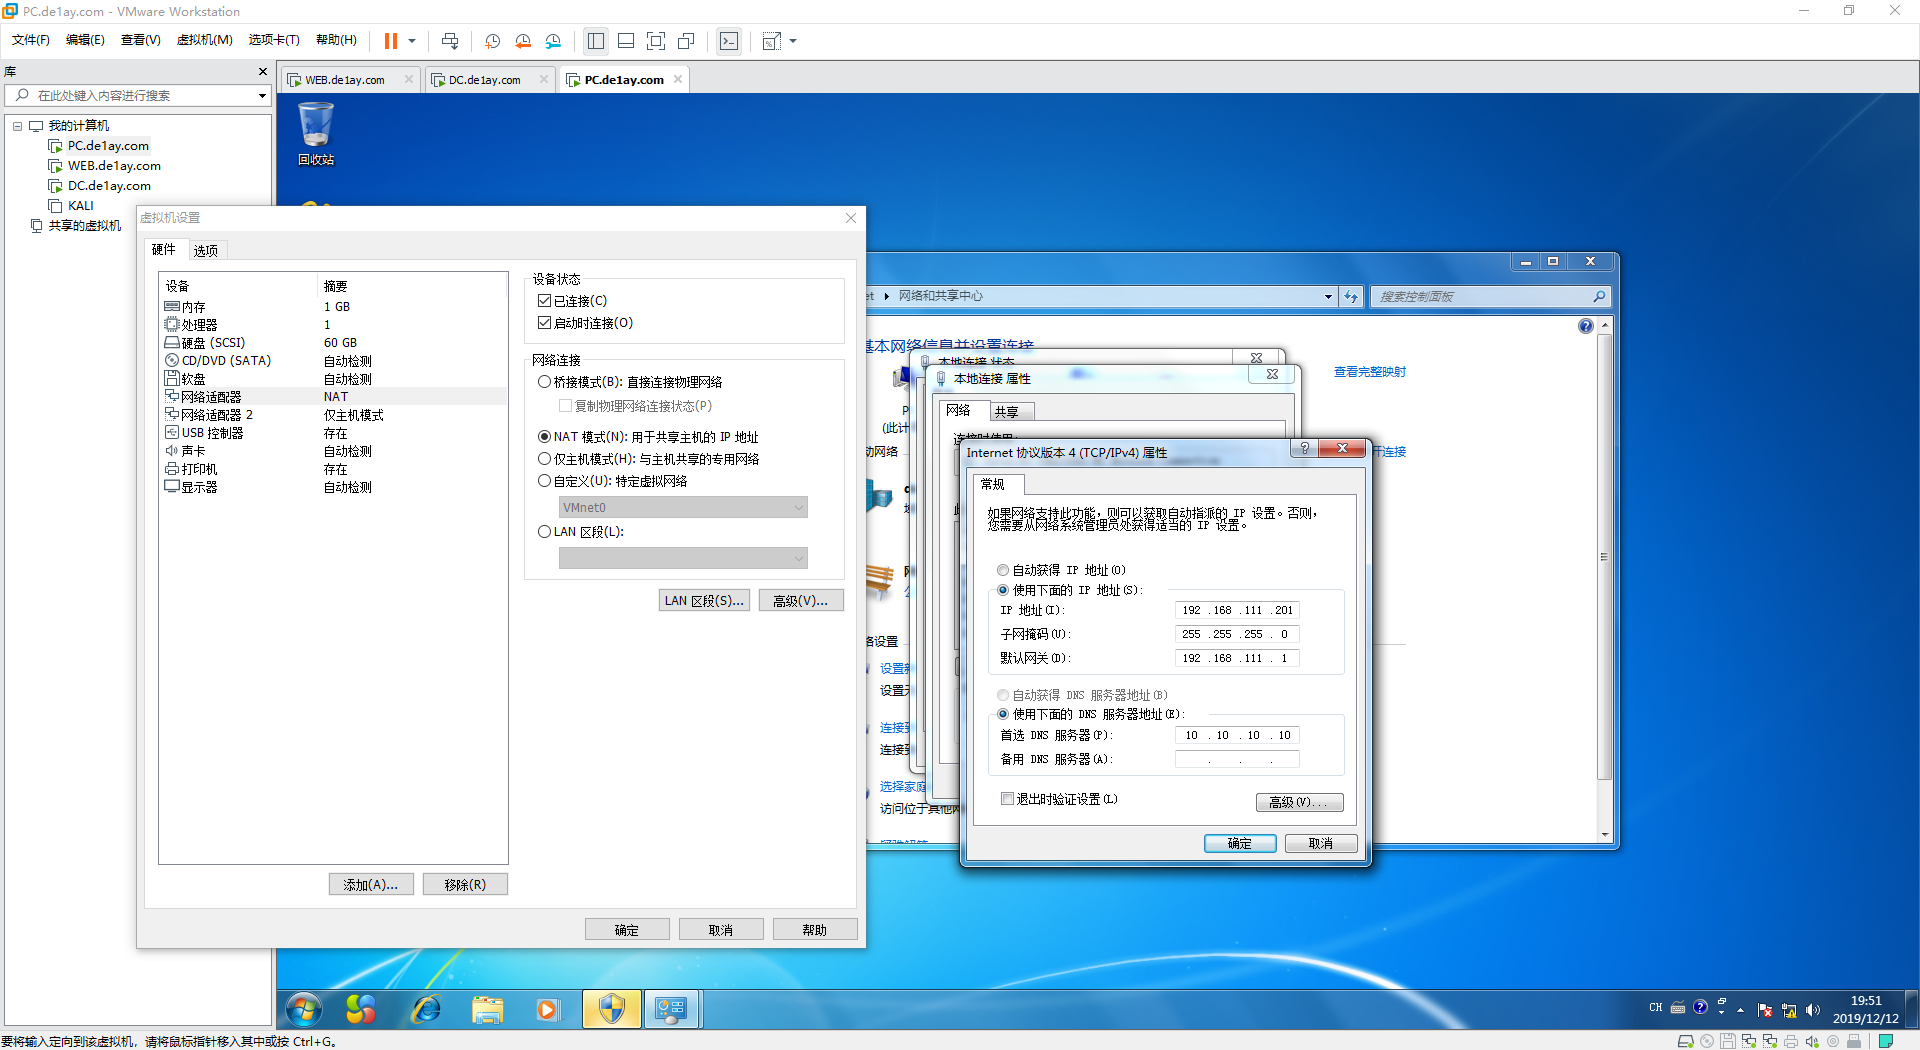 PC.de1ay.com - VMware Workstation
文件(F) 编辑(E) 查看(V) 虚拟机(M) 选项卡(T) 帮助(H)
库
在此处键入内容进行搜索
我的计算机
PC.de1ay.com
WEB.de1ay.com
DC.de1ay.com
KALI
共享的虚拟机
WEB.de1ay.com DC.de1ay.com PC.de1ay.com
回收站
虚拟机设置
硬件 选项
设备 摘要
内存 1 GB
处理器 1
硬盘 (SCSI) 60 GB
CD/DVD (SATA) 自动检测
软盘 自动检测
网络适配器 NAT
网络适配器 2 仅主机模式
USB 控制器 存在
声卡 自动检测
打印机 存在
显示器 自动检测
添加(A)... 移除(R)
设备状态
已连接(C)
启动时连接(O)
网络连接
桥接模式(B): 直接连接物理网络
复制物理网络连接状态(P)
NAT 模式(N): 用于共享主机的 IP 地址
仅主机模式(H): 与主机共享的专用网络
自定义(U): 特定虚拟网络
VMnet0
LAN 区段(L):
LAN 区段(S)... 高级(V)...
确定 取消 帮助
网络和共享中心
搜索控制面板
基本网络信息并设置连接
查看完整映射
(此计
动网络
开连接
络设置
设置新
设置无
连接到
连接到
选择家庭
访问位于其他网
本地连接 状态
本地连接 属性
网络 共享
连接时使用:
Internet 协议版本 4 (TCP/IPv4) 属性
常规
如果网络支持此功能，则可以获取自动指派的 IP 设置。否则，
您需要从网络系统管理员处获得适当的 IP 设置。
自动获得 IP 地址(O)
使用下面的 IP 地址(S):
IP 地址(I): 192 .168 .111 .201
子网掩码(U): 255 .255 .255 . 0
默认网关(D): 192 .168 .111 . 1
自动获得 DNS 服务器地址(B)
使用下面的 DNS 服务器地址(E):
首选 DNS 服务器(P): 10 . 10 . 10 . 10
备用 DNS 服务器(A): . . .
退出时验证设置(L)
高级(V)...
确定 取消
CH
19:51
2019/12/12
要将输入定向到该虚拟机，请将鼠标指针移入其中或按 Ctrl+G。